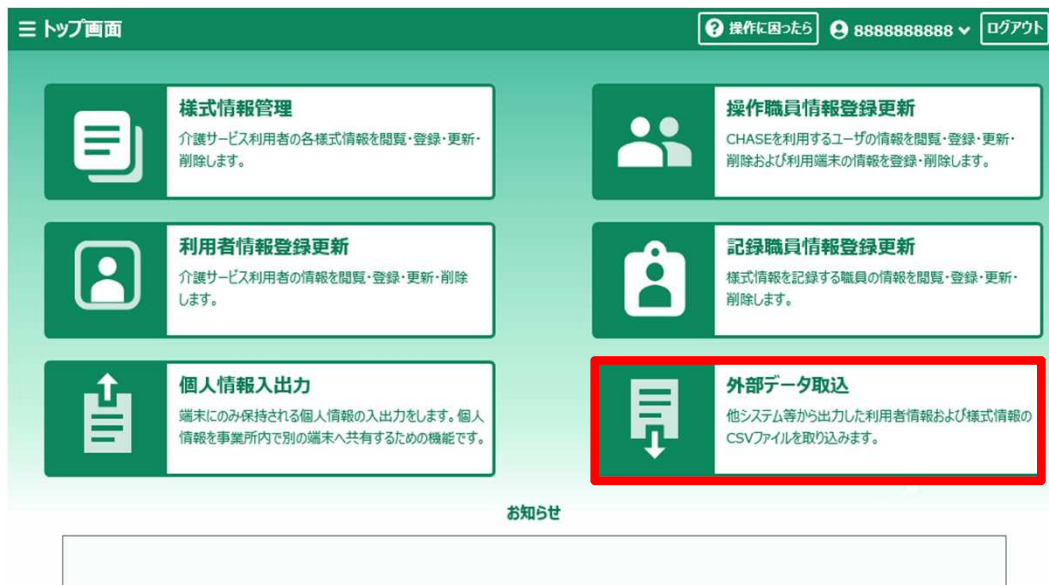 トップ画面
操作に困ったら
8888888888
ログアウト
様式情報管理
介護サービス利用者の各様式情報を閲覧・登録・更新・
削除します。
操作職員情報登録更新
CHASEを利用するユーザの情報を閲覧・登録・更新・
削除および利用端末の情報を登録・削除します。
利用者情報登録更新
介護サービス利用者の情報を閲覧・登録・更新・削除
します。
記録職員情報登録更新
様式情報を記録する職員の情報を閲覧・登録・更新・
削除します。
個人情報入出力
端末にのみ保持される個人情報の入出力をします。個人
情報を事業所内で別の端末へ共有するための機能です。
外部データ取込
他システム等から出力した利用者情報および様式情報の
CSVファイルを取り込みます。
お知らせ